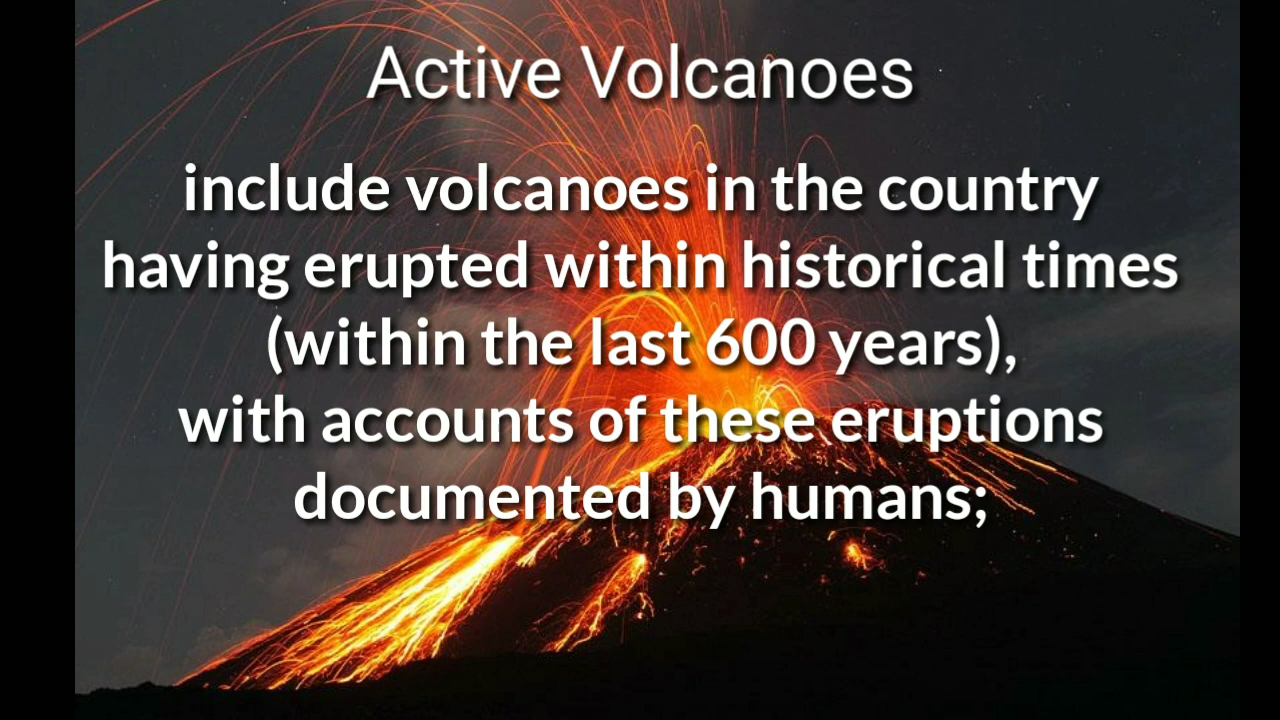 Active Volcanoes
include volcanoes in the country
having erupted within historical times
(within the last 600 years),
with accounts of these eruptions
documented by humans;